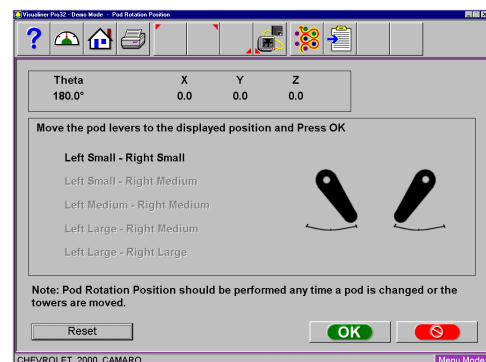 Visualiner Pro32 - Demo Mode - Pod Rotation Position
?
Theta X Y Z
180.0° 0.0 0.0 0.0
Move the pod levers to the displayed position and Press OK
Left Small - Right Small
Left Small - Right Medium
Left Medium - Right Medium
Left Large - Right Medium
Left Large - Right Large
Note: Pod Rotation Position should be performed any time a pod is changed or the
towers are moved.
Reset
OK
CHEVROLET, 2000, CAMARO Menu Mode